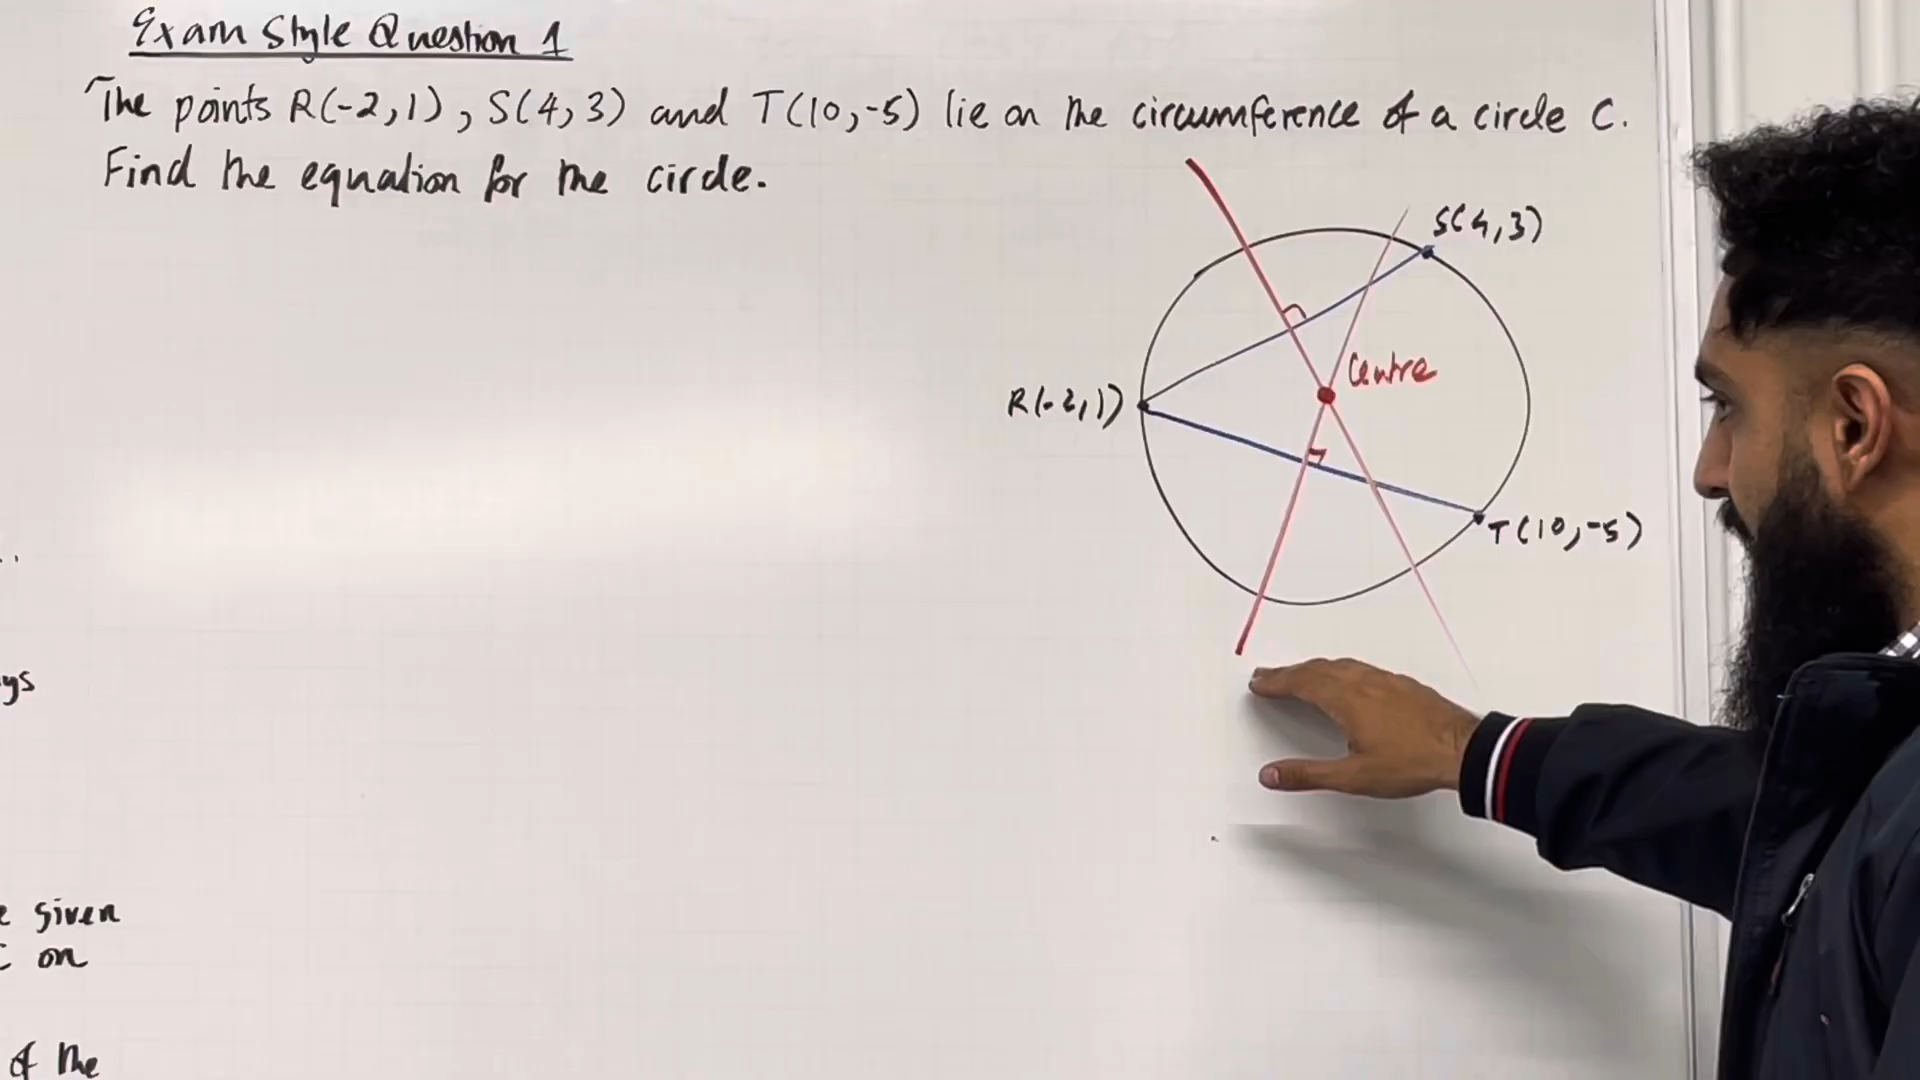 Exam Style Question 1
The points R(-2,1), S(4,3) and T(10,-5) lie on the circumference of a circle C.
Find the equation for the circle.
S(4,3)
Centre
R(-2,1)
T(10,-5)
ys
e given
C on
of the